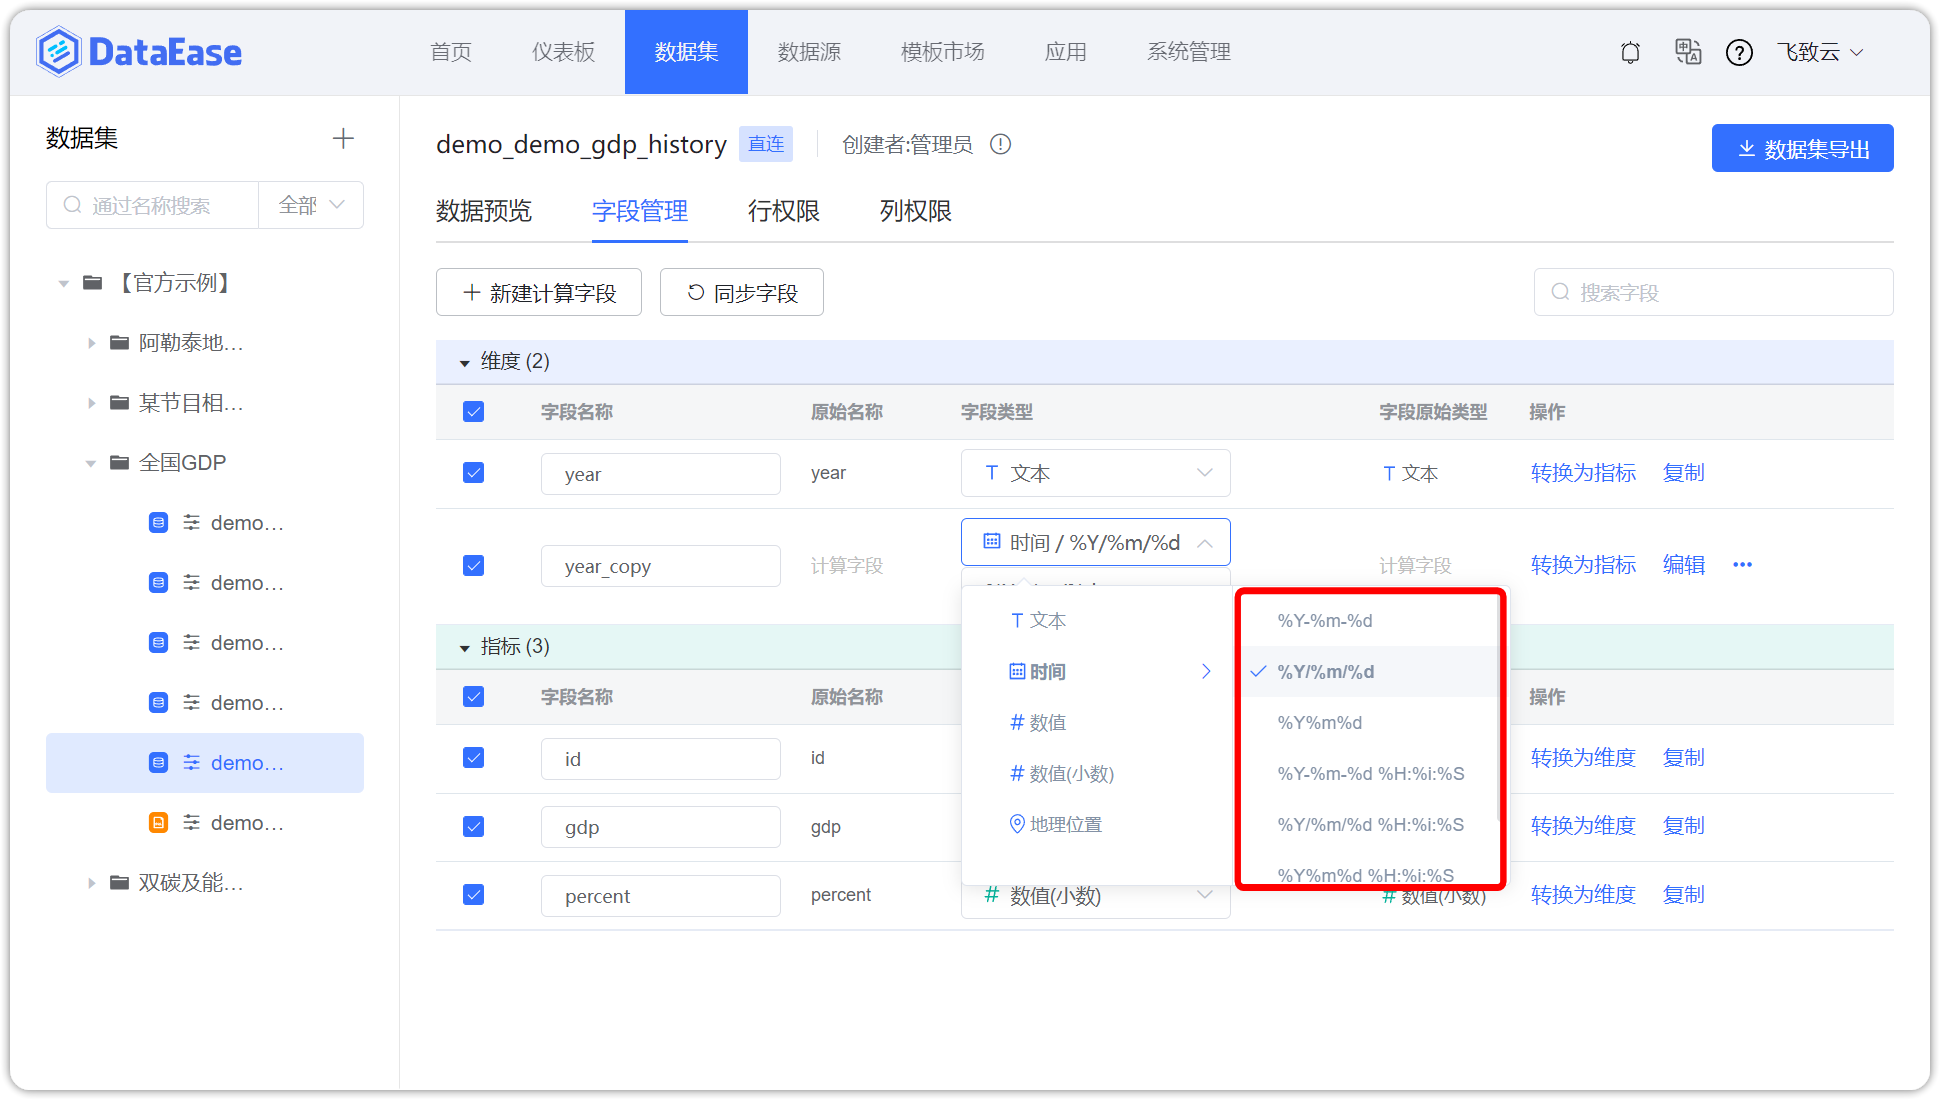 DataEase
首页
仪表板
数据集
数据源
模板市场
应用
系统管理
飞致云
数据集
通过名称搜索
全部
【官方示例】
阿勒泰地...
某节目相...
全国GDP
demo...
demo...
demo...
demo...
demo...
demo...
双碳及能...
demo_demo_gdp_history
直连
创建者:管理员
数据集导出
数据预览
字段管理
行权限
列权限
新建计算字段
同步字段
搜索字段
维度 (2)
字段名称
原始名称
字段类型
字段原始类型
操作
year
year
文本
文本
转换为指标
复制
year_copy
计算字段
时间 / %Y/%m/%d
计算字段
转换为指标
编辑
文本
时间
数值
数值(小数)
地理位置
%Y-%m-%d
%Y/%m/%d
%Y%m%d
%Y-%m-%d %H:%i:%S
%Y/%m/%d %H:%i:%S
%Y%m%d %H:%i:%S
指标 (3)
字段名称
原始名称
操作
id
id
转换为维度
复制
gdp
gdp
转换为维度
复制
percent
percent
数值(小数)
数值(小数)
转换为维度
复制